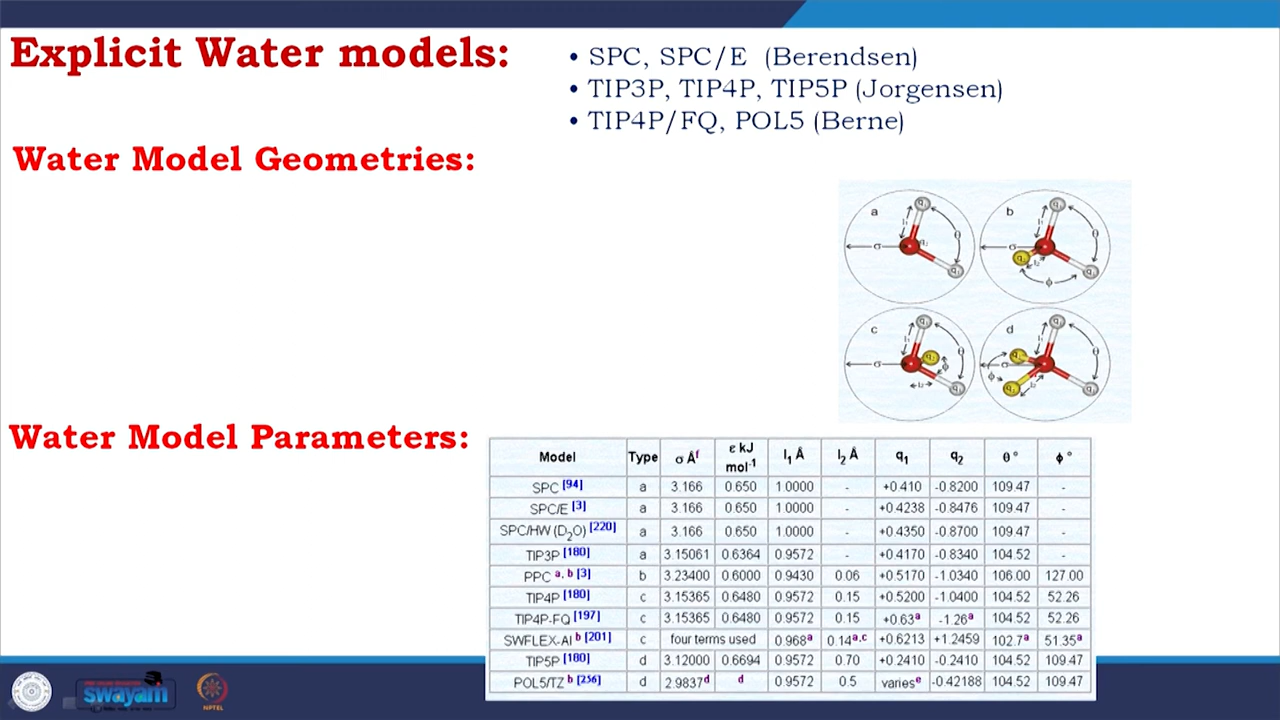 Explicit Water models:
• SPC, SPC/E (Berendsen)
• TIP3P, TIP4P, TIP5P (Jorgensen)
• TIP4P/FQ, POL5 (Berne)
Water Model Geometries:
a
b
c
d
Water Model Parameters:
Model Type σ Åf ε kJ mol-1 l1 Å l2 Å q1 q2 θ° φ°
SPC [94] a 3.166 0.650 1.0000 - +0.410 -0.8200 109.47 -
SPC/E [3] a 3.166 0.650 1.0000 - +0.4238 -0.8476 109.47 -
SPC/HW (D2O) [220] a 3.166 0.650 1.0000 - +0.4350 -0.8700 109.47 -
TIP3P [180] a 3.15061 0.6364 0.9572 - +0.4170 -0.8340 104.52 -
PPC a, b [3] b 3.23400 0.6000 0.9430 0.06 +0.5170 -1.0340 106.00 127.00
TIP4P [180] c 3.15365 0.6480 0.9572 0.15 +0.5200 -1.0400 104.52 52.26
TIP4P-FQ [197] c 3.15365 0.6480 0.9572 0.15 +0.63a -1.26a 104.52 52.26
SWFLEX-AI b [201] c four terms used 0.968a 0.14a,c +0.6213 +1.2459 102.7a 51.35a
TIP5P [180] d 3.12000 0.6694 0.9572 0.70 +0.2410 -0.2410 104.52 109.47
POL5/TZ b [256] d 2.9837d d 0.9572 0.5 variese -0.42188 104.52 109.47
swayam
NPTEL